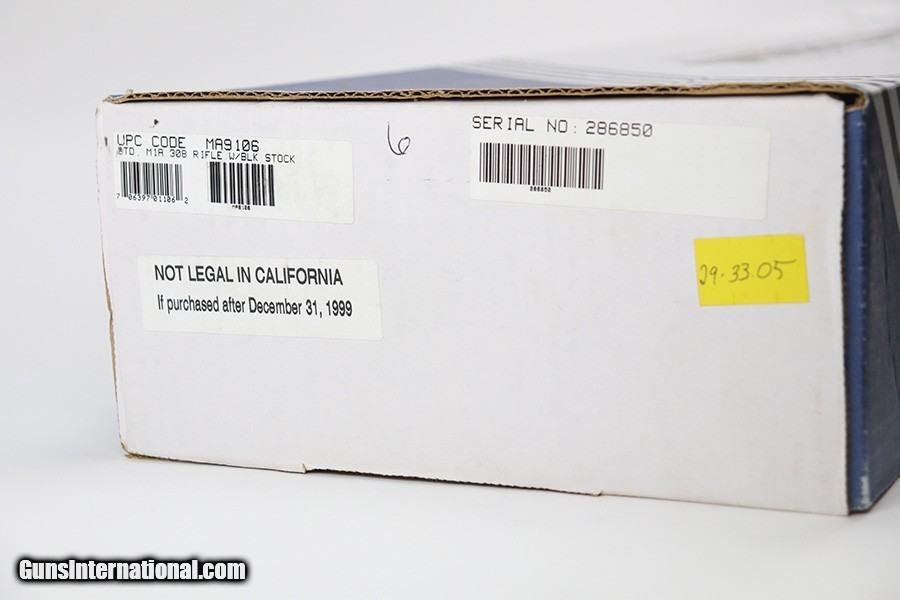 UPC CODE MA9106
STD M1A 308 RIFLE W/BLK STOCK
7 06397 01106 2
MA9106
6
SERIAL NO: 286850
286850
NOT LEGAL IN CALIFORNIA
If purchased after December 31, 1999
29.33.05
GunsInternational.com